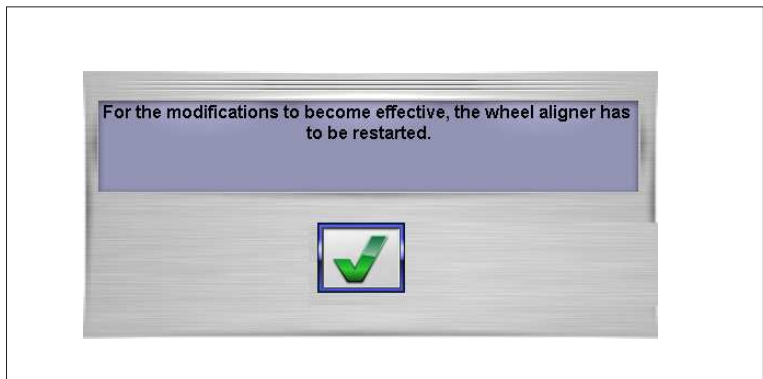 For the modifications to become effective, the wheel aligner has
to be restarted.